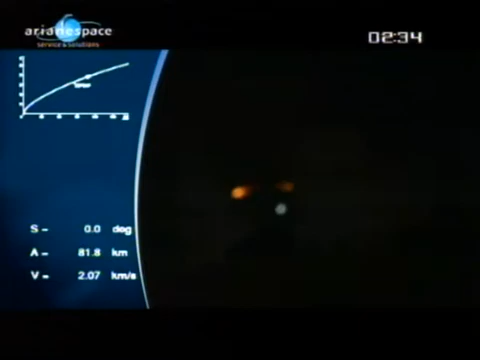 arianespace
service & solutions
02:34
S – 0.0 deg
A – 81.8 km
V – 2.07 km/s